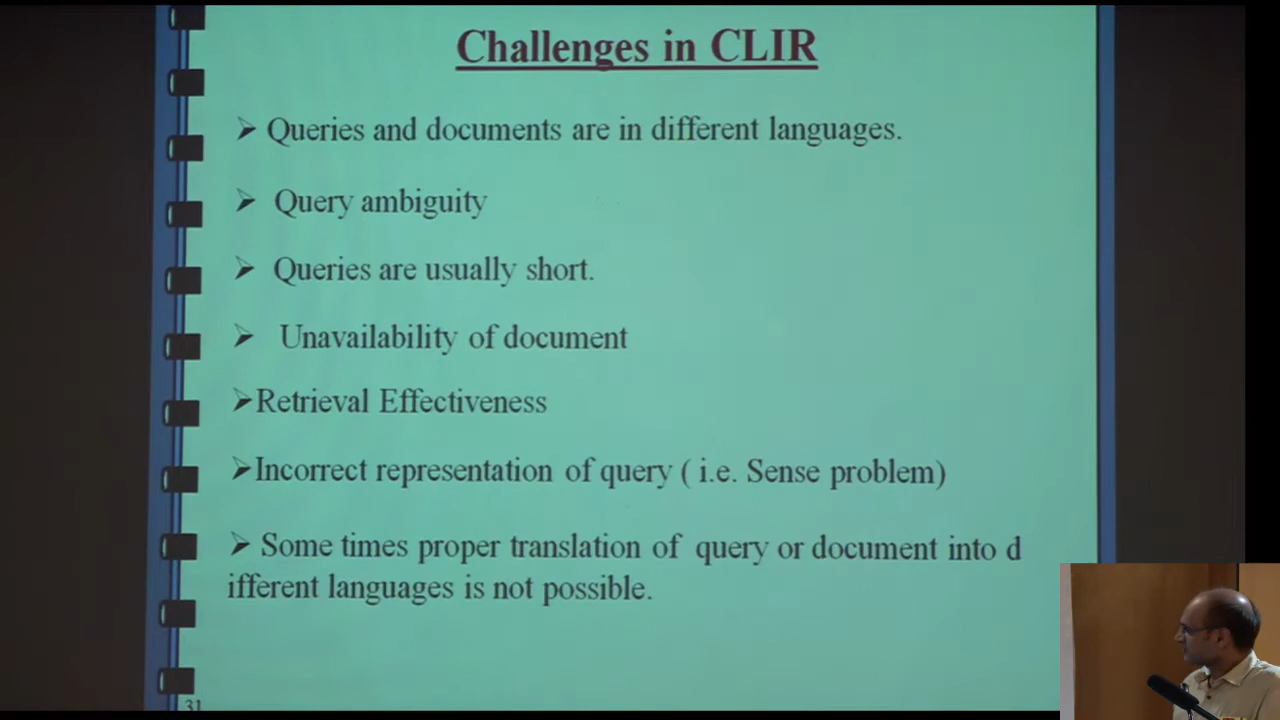 Challenges in CLIR
➢ Queries and documents are in different languages.
➢ Query ambiguity
➢ Queries are usually short.
➢ Unavailability of document
➢Retrieval Effectiveness
➢Incorrect representation of query ( i.e. Sense problem)
➢ Some times proper translation of query or document into d
ifferent languages is not possible.
31